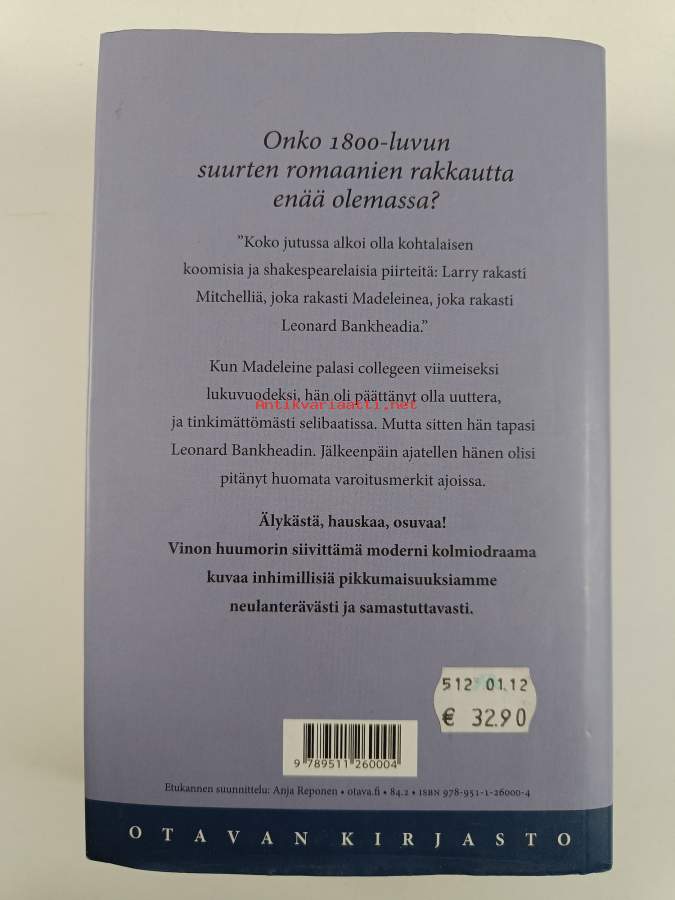 Onko 1800-luvun
suurten romaanien rakkautta
enää olemassa?
”Koko jutussa alkoi olla kohtalaisen
koomisia ja shakespearelaisia piirteitä: Larry rakasti
Mitchelliä, joka rakasti Madeleinea, joka rakasti
Leonard Bankheadia.”
Kun Madeleine palasi collegeen viimeiseksi
lukuvuodeksi, hän oli päättänyt olla uuttera,
Antikvariaatti.net
ja tinkimättömästi selibaatissa. Mutta sitten hän tapasi
Leonard Bankheadin. Jälkeenpäin ajatellen hänen olisi
pitänyt huomata varoitusmerkit ajoissa.
Älykästä, hauskaa, osuvaa!
Vinon huumorin siivittämä moderni kolmiodraama
kuvaa inhimillisiä pikkumaisuuksiamme
neulanterävästi ja samastuttavasti.
512 01.12
€ 32.90
9 789511 260004
Etukannen suunnittelu: Anja Reponen • otava.fi • 84.2 • ISBN 978-951-1-26000-4
OTAVAN KIRJASTO